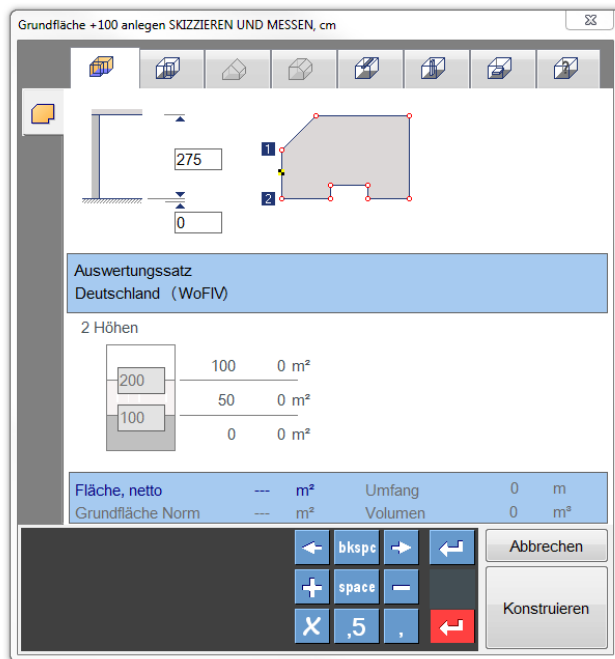 Grundfläche +100 anlegen SKIZZIEREN UND MESSEN, cm
275
0
1
2
Auswertungssatz
Deutschland (WoFIV)
2 Höhen
200
100
100 0 m²
50 0 m²
0 0 m²
Fläche, netto --- m² Umfang 0 m
Grundfläche Norm --- m² Volumen 0 m³
bkspc
+ space −
X ,5 ,
Abbrechen
Konstruieren